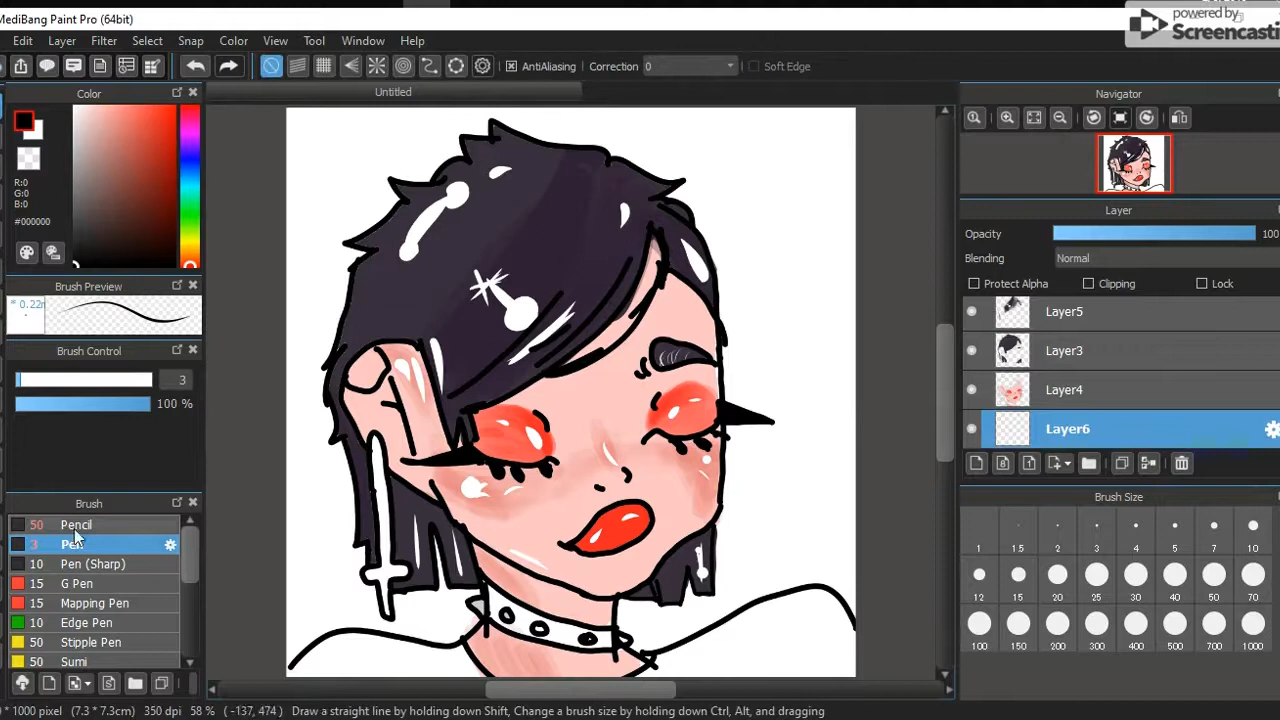 powered by
Screencasti
MediBang Paint Pro (64bit)
Edit Layer Filter Select Snap Color View Tool Window Help
AntiAliasing Correction 0 Soft Edge
Color
Untitled
Navigator
R:0
G:0
B:0
#000000
Brush Preview
* 0.22m
Brush Control
3
100 %
Brush
50 Pencil
3 Pen
10 Pen (Sharp)
15 G Pen
15 Mapping Pen
10 Edge Pen
50 Stipple Pen
50 Sumi
Layer
Opacity 100
Blending Normal
Protect Alpha Clipping Lock
Layer5
Layer3
Layer4
Layer6
Brush Size
1 1.5 2 3 4 5 7 10
12 15 20 25 30 40 50 70
100 150 200 300 400 500 700 1000
* 1000 pixel (7.3 * 7.3cm) 350 dpi 58 % (-137, 474) Draw a straight line by holding down Shift, Change a brush size by holding down Ctrl, Alt, and dragging